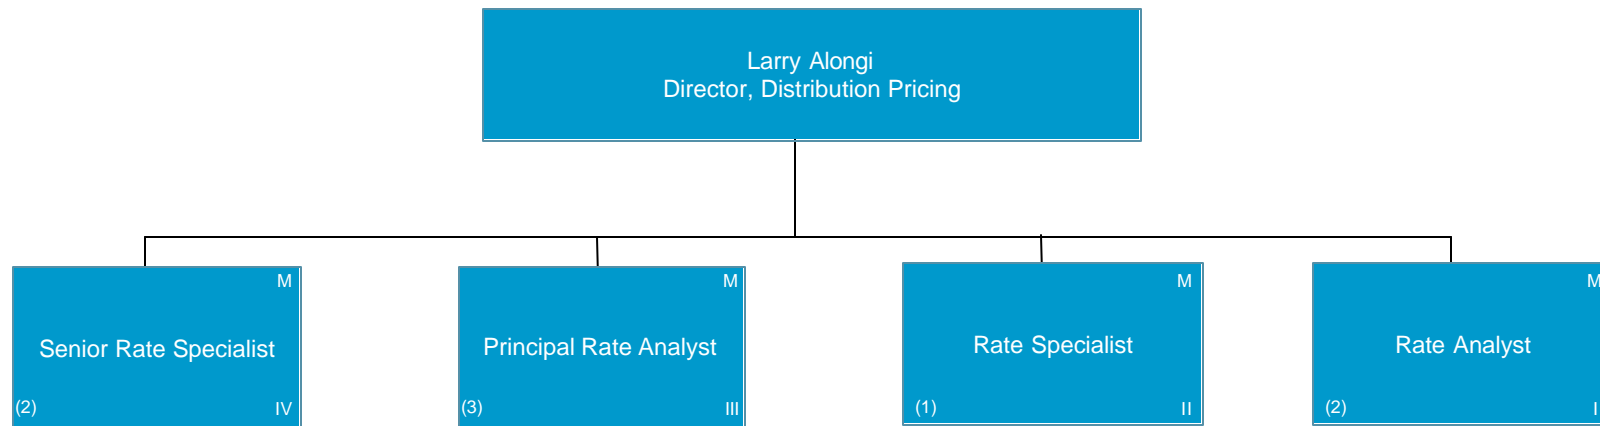 Larry Alongi
Director, Distribution Pricing
M
Senior Rate Specialist
(2) IV
M
Principal Rate Analyst
(3) III
M
Rate Specialist
(1) II
M
Rate Analyst
(2) I